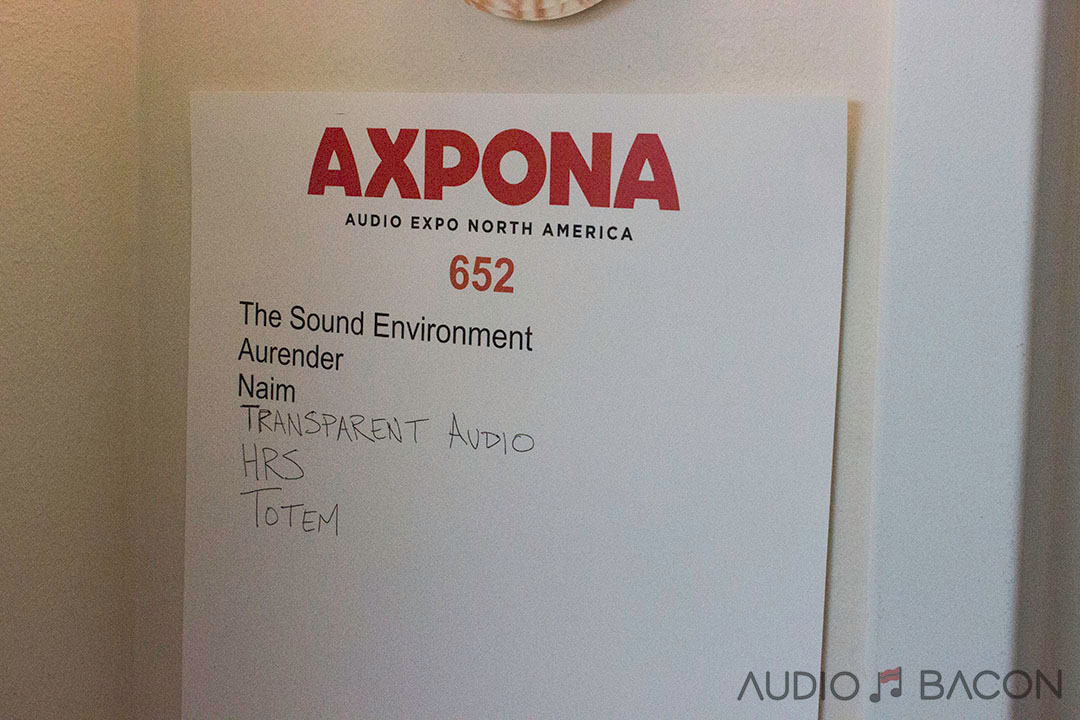 AXPONA
AUDIO EXPO NORTH AMERICA
652
The Sound Environment
Aurender
Naim
TRANSPARENT AUDIO
HRS
TOTEM
AUDIO BACON